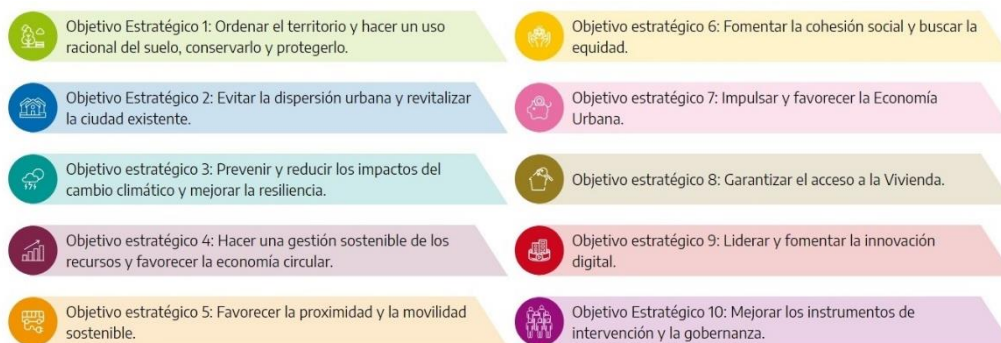 Objetivo Estratégico 1: Ordenar el territorio y hacer un uso
racional del suelo, conservarlo y protegerlo.
Objetivo Estratégico 2: Evitar la dispersión urbana y revitalizar
la ciudad existente.
Objetivo estratégico 3: Prevenir y reducir los impactos del
cambio climático y mejorar la resiliencia.
Objetivo estratégico 4: Hacer una gestión sostenible de los
recursos y favorecer la economía circular.
Objetivo estratégico 5: Favorecer la proximidad y la movilidad
sostenible.
Objetivo estratégico 6: Fomentar la cohesión social y buscar la
equidad.
Objetivo estratégico 7: Impulsar y favorecer la Economía
Urbana.
Objetivo estratégico 8: Garantizar el acceso a la Vivienda.
Objetivo estratégico 9: Liderar y fomentar la innovación
digital.
Objetivo Estratégico 10: Mejorar los instrumentos de
intervención y la gobernanza.